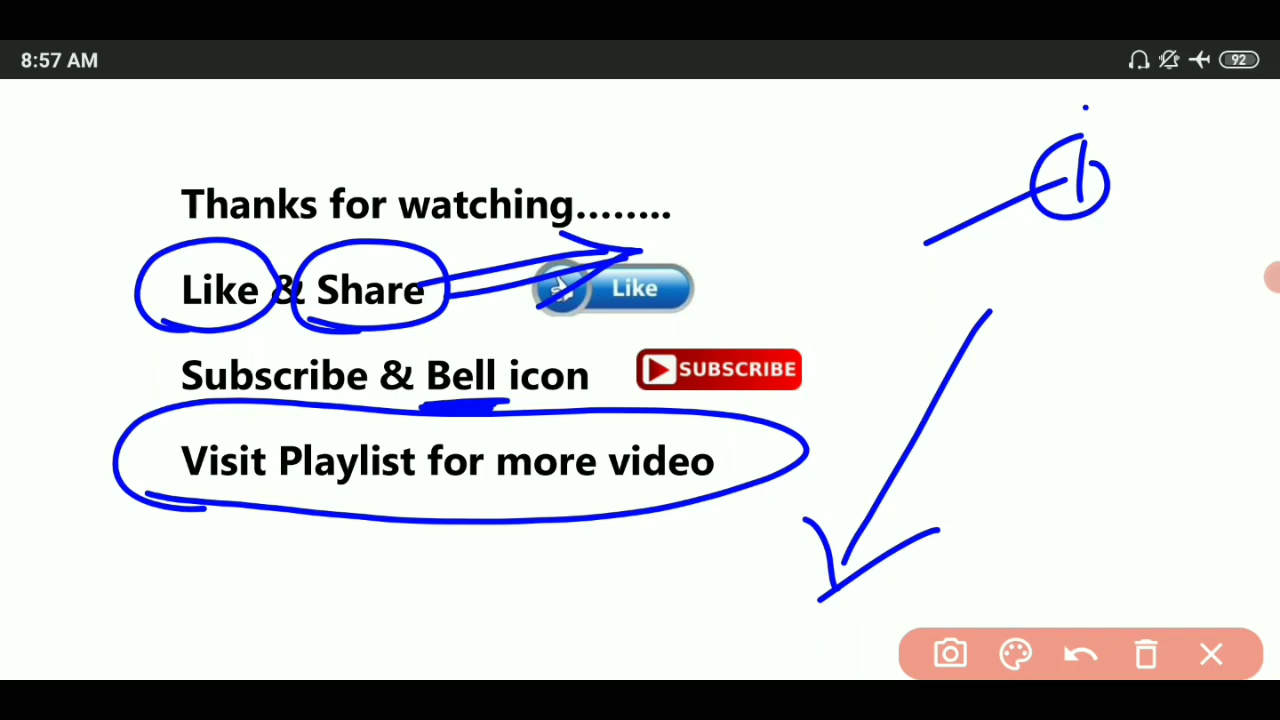 8:57 AM
92
Thanks for watching........
Like & Share
Like
Subscribe & Bell icon
SUBSCRIBE
Visit Playlist for more video